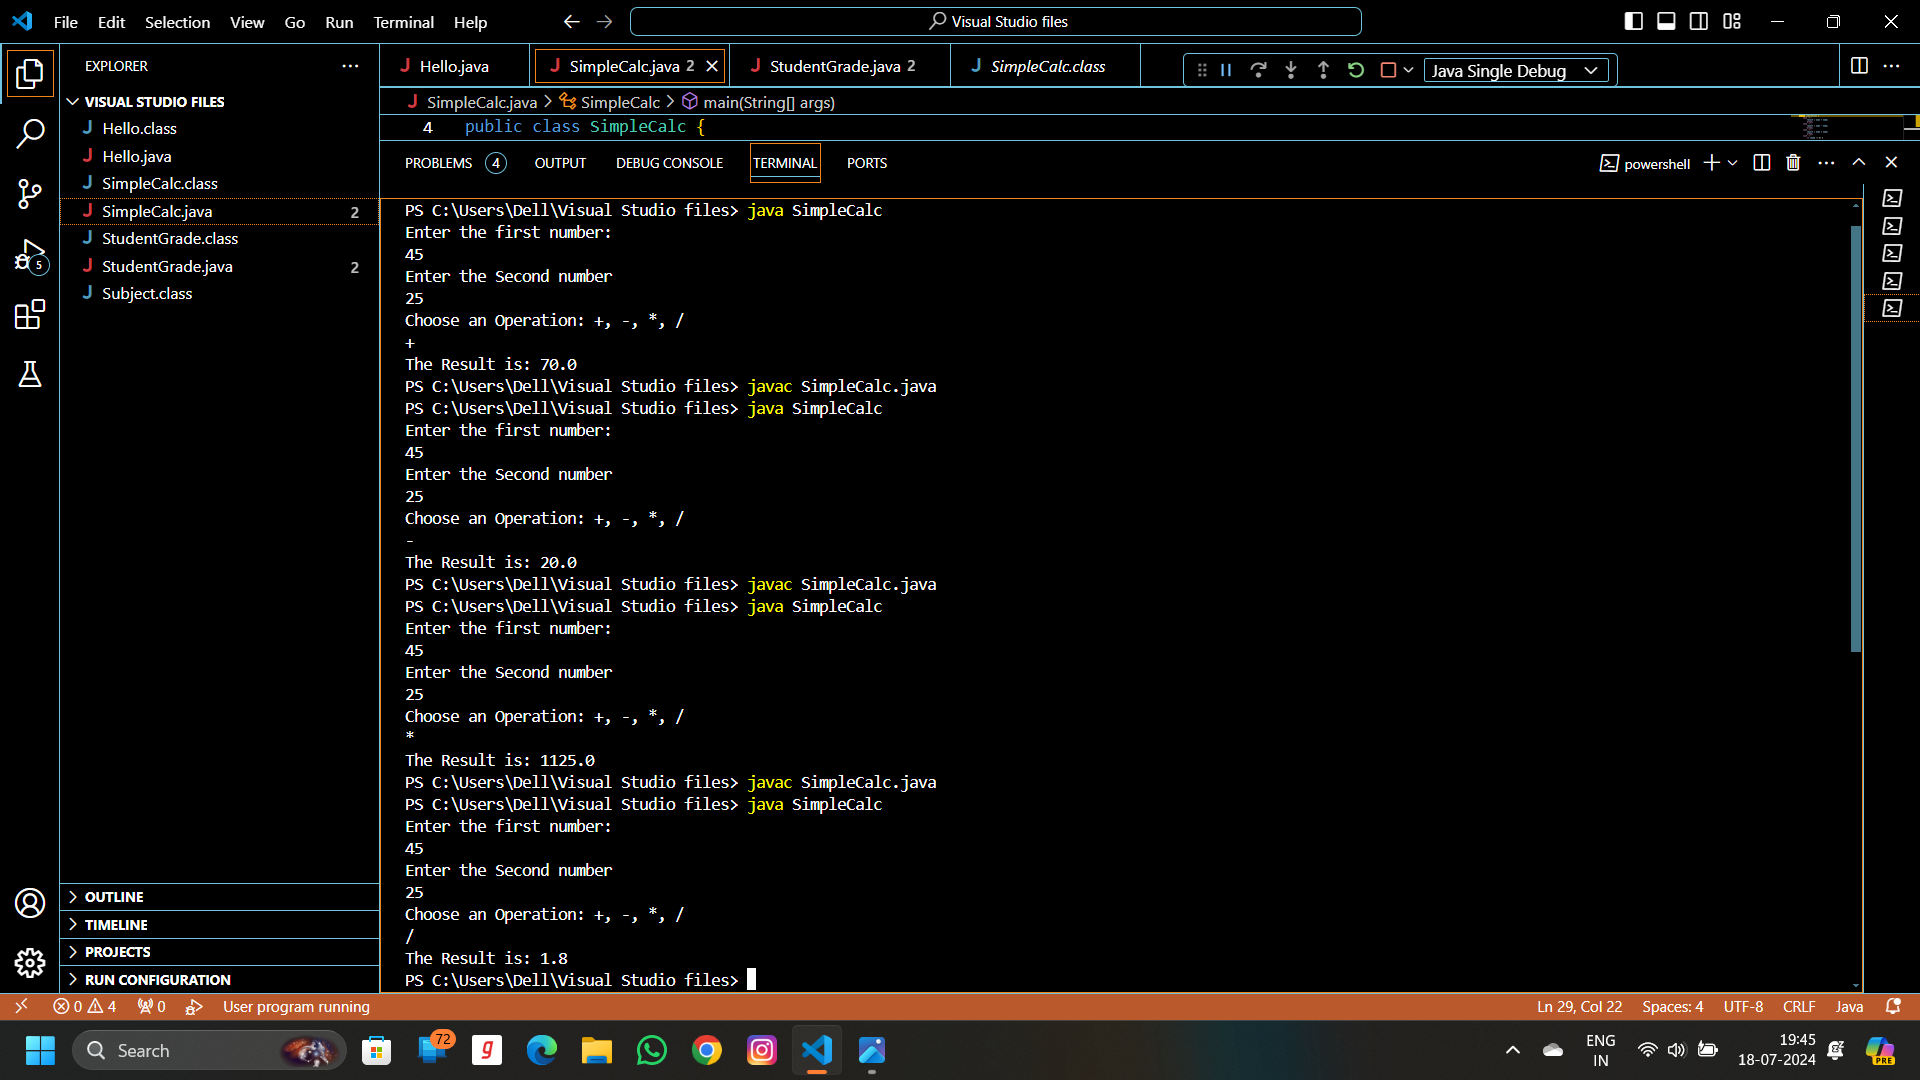 File Edit Selection View Go Run Terminal Help
Visual Studio files
EXPLORER
VISUAL STUDIO FILES
J Hello.class
J Hello.java
J SimpleCalc.class
J SimpleCalc.java 2
J StudentGrade.class
J StudentGrade.java 2
J Subject.class
5
OUTLINE
TIMELINE
PROJECTS
RUN CONFIGURATION
J Hello.java
J SimpleCalc.java 2
J StudentGrade.java 2
J SimpleCalc.class
Java Single Debug
J SimpleCalc.java > SimpleCalc > main(String[] args)
4 public class SimpleCalc {
PROBLEMS 4 OUTPUT DEBUG CONSOLE TERMINAL PORTS
powershell
PS C:\Users\Dell\Visual Studio files> java SimpleCalc
Enter the first number:
45
Enter the Second number
25
Choose an Operation: +, -, *, /
+
The Result is: 70.0
PS C:\Users\Dell\Visual Studio files> javac SimpleCalc.java
PS C:\Users\Dell\Visual Studio files> java SimpleCalc
Enter the first number:
45
Enter the Second number
25
Choose an Operation: +, -, *, /
-
The Result is: 20.0
PS C:\Users\Dell\Visual Studio files> javac SimpleCalc.java
PS C:\Users\Dell\Visual Studio files> java SimpleCalc
Enter the first number:
45
Enter the Second number
25
Choose an Operation: +, -, *, /
*
The Result is: 1125.0
PS C:\Users\Dell\Visual Studio files> javac SimpleCalc.java
PS C:\Users\Dell\Visual Studio files> java SimpleCalc
Enter the first number:
45
Enter the Second number
25
Choose an Operation: +, -, *, /
/
The Result is: 1.8
PS C:\Users\Dell\Visual Studio files>
0 4 0 User program running
Ln 29, Col 22 Spaces: 4 UTF-8 CRLF Java
Search
72
g
ENG
IN
19:45
18-07-2024
PRE